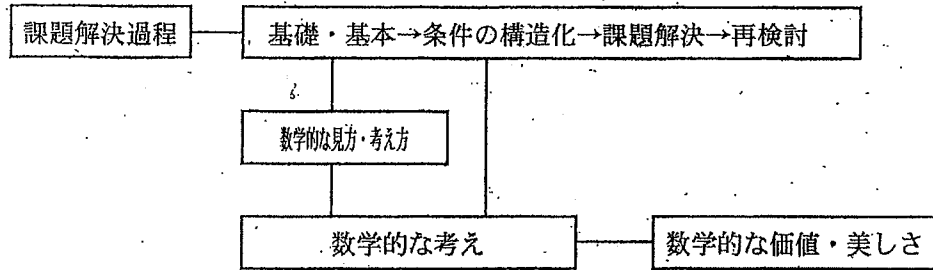 課題解決過程
基礎・基本→条件の構造化→課題解決→再検討
数学的な見方・考え方
数学的な考え
数学的な価値・美しさ